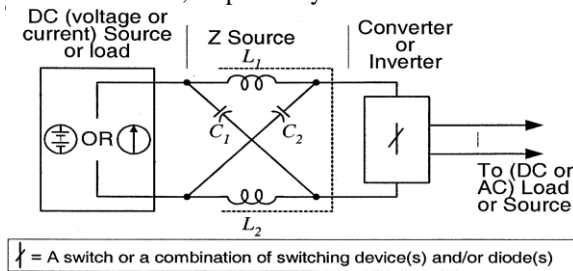 DC (voltage or
current) Source
or load
Z Source
Converter
or
Inverter
L1
OR
C1
C2
L2
To (DC or
AC) Load
or Source
= A switch or a combination of switching device(s) and/or diode(s)